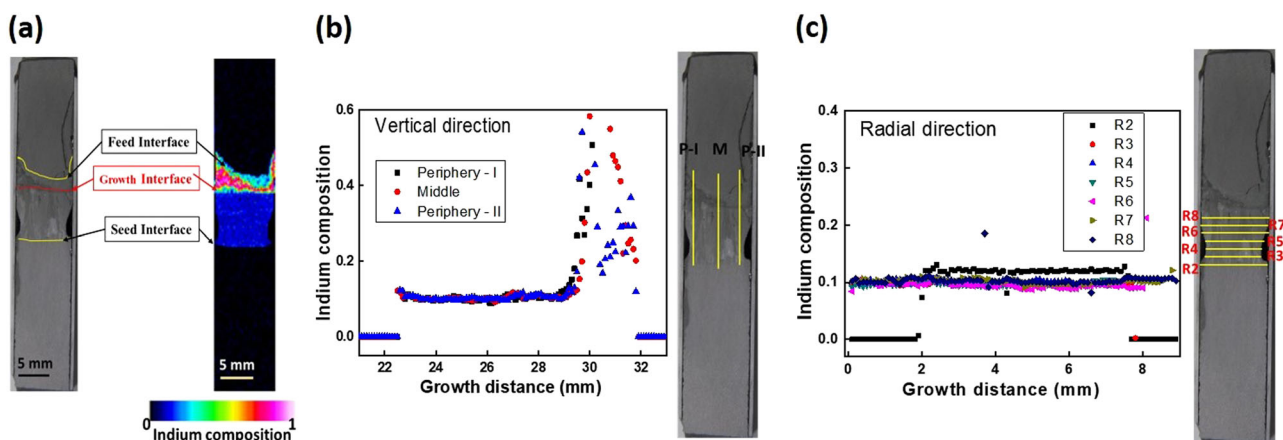 (a)
Feed Interface
Growth Interface
Seed Interface
5 mm
5 mm
0
1
Indium composition
(b)
Indium composition
0.6
0.4
0.2
0.0
Vertical direction
Periphery - I
Middle
Periphery - II
22
24
26
28
30
32
Growth distance (mm)
P-I
M
P-II
(c)
Indium composition
0.4
0.3
0.2
0.1
0.0
Radial direction
R2
R3
R4
R5
R6
R7
R8
0
2
4
6
8
Growth distance (mm)
R8
R7
R6
R5
R4
R3
R2